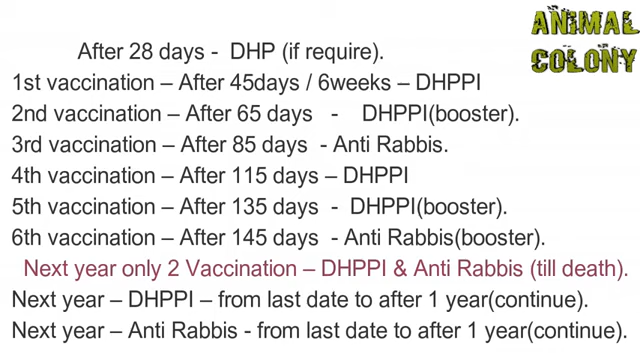 ANIMAL
COLONY
After 28 days - DHP (if require).
1st vaccination – After 45days / 6weeks – DHPPI
2nd vaccination – After 65 days - DHPPI(booster).
3rd vaccination – After 85 days - Anti Rabbis.
4th vaccination – After 115 days – DHPPI
5th vaccination – After 135 days - DHPPI(booster).
6th vaccination – After 145 days - Anti Rabbis(booster).
Next year only 2 Vaccination – DHPPI & Anti Rabbis (till death).
Next year – DHPPI – from last date to after 1 year(continue).
Next year – Anti Rabbis - from last date to after 1 year(continue).